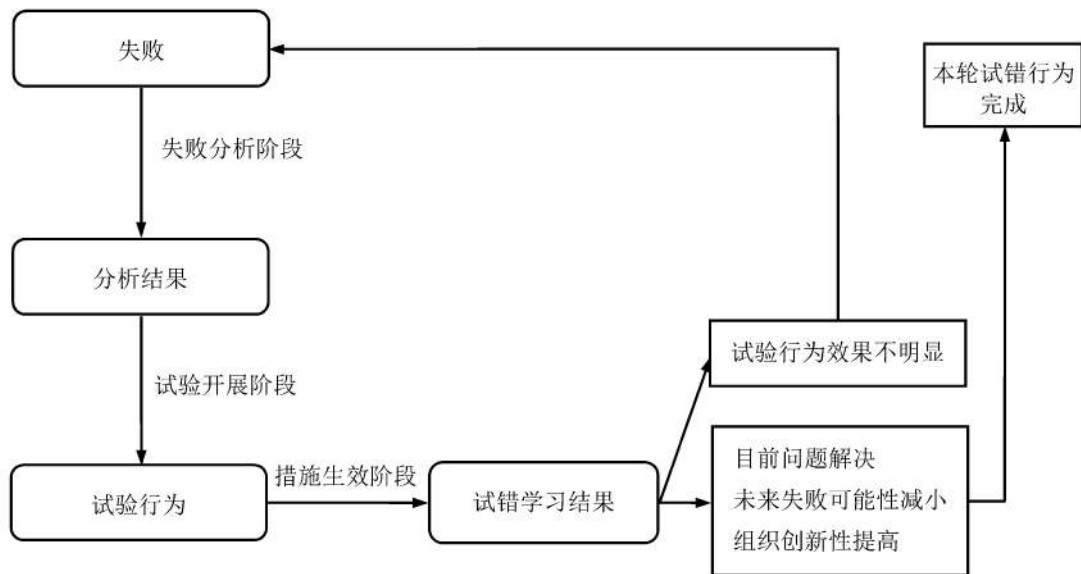 失败
本轮试错行为
完成
失败分析阶段
分析结果
试验行为效果不明显
试验开展阶段
目前问题解决
措施生效阶段
试验行为
试错学习结果
未来失败可能性减小
组织创新性提高